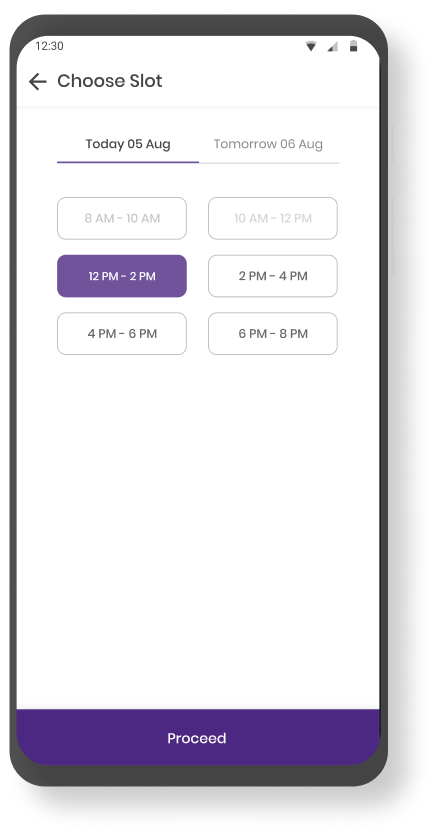 12:30
Choose Slot
Today 05 Aug Tomorrow 06 Aug
8 AM - 10 AM 10 AM - 12 PM
12 PM - 2 PM 2 PM - 4 PM
4 PM - 6 PM 6 PM - 8 PM
Proceed